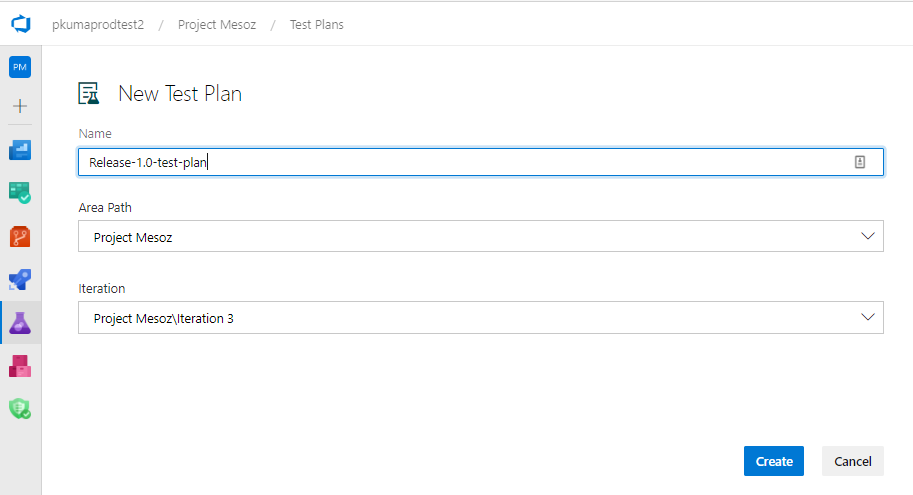 pkumaprodtest2 / Project Mesoz / Test Plans
PM
New Test Plan
Name
Release-1.0-test-plan
Area Path
Project Mesoz
Iteration
Project Mesoz\Iteration 3
Create Cancel